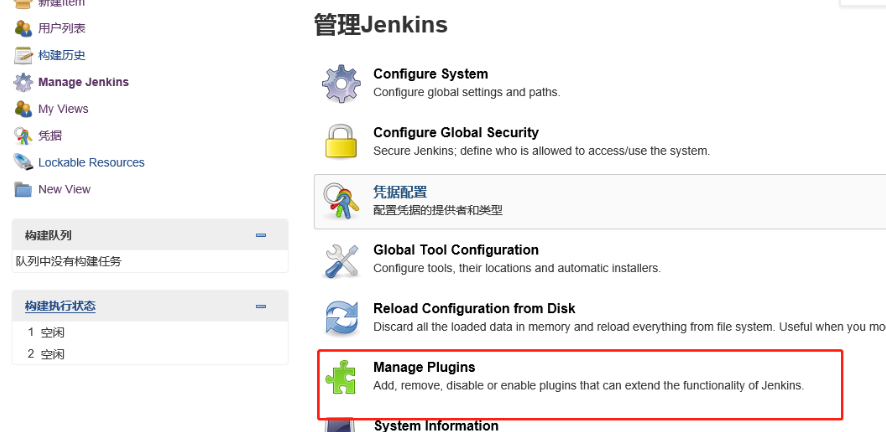 新建Item
用户列表
构建历史
Manage Jenkins
My Views
凭据
Lockable Resources
New View
构建队列
队列中没有构建任务
构建执行状态
1 空闲
2 空闲
管理Jenkins
Configure System
Configure global settings and paths.
Configure Global Security
Secure Jenkins; define who is allowed to access/use the system.
凭据配置
配置凭据的提供者和类型
Global Tool Configuration
Configure tools, their locations and automatic installers.
Reload Configuration from Disk
Discard all the loaded data in memory and reload everything from file system. Useful when you mo
Manage Plugins
Add, remove, disable or enable plugins that can extend the functionality of Jenkins.
System Information